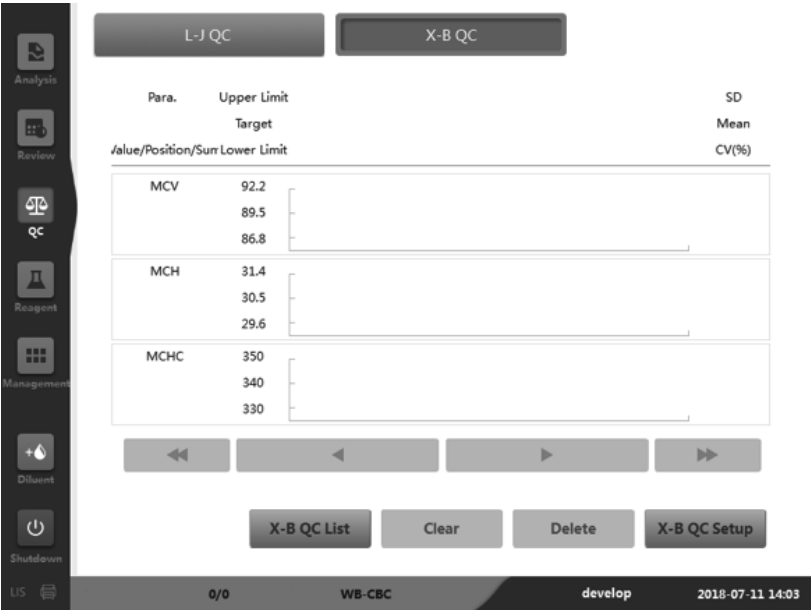 L-J QC
X-B QC
Analysis
Review
QC
Reagent
Management
Diluent
Shutdown
LIS
Para. Upper Limit SD
Target Mean
/alue/Position/Sum Lower Limit CV(%)
MCV 92.2
89.5
86.8
MCH 31.4
30.5
29.6
MCHC 350
340
330
X-B QC List
Clear
Delete
X-B QC Setup
0/0 WB-CBC develop 2018-07-11 14:03